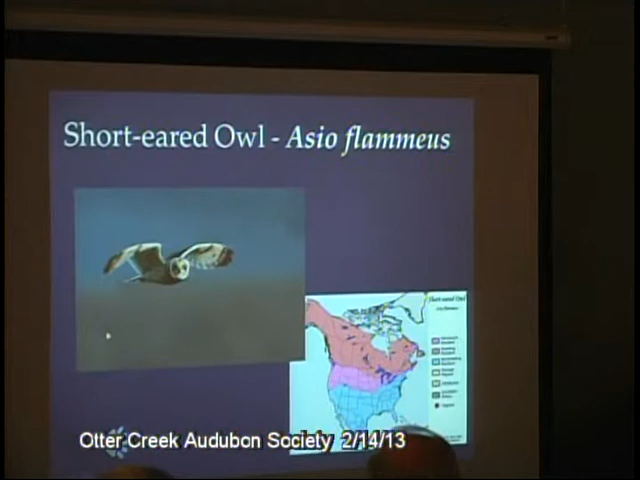 Short-eared Owl - Asio flammeus
Short-eared Owl
Otter Creek Audubon Society 2/14/13